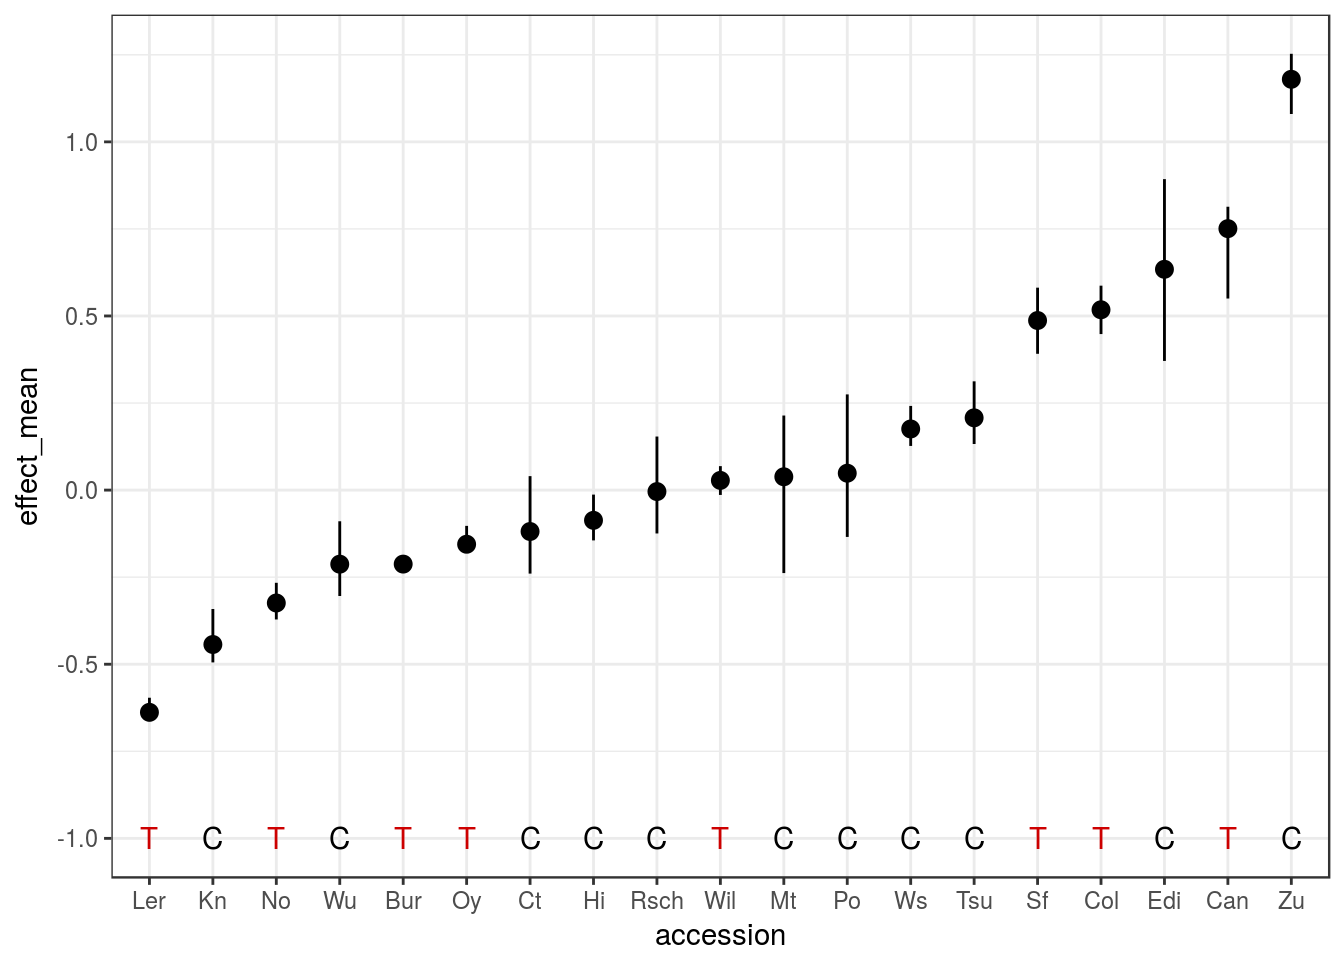 effect_mean
1.0
0.5
0.0
-0.5
-1.0
T C T C T T C C C T C C C C T T C T C
Ler Kn No Wu Bur Oy Ct Hi Rsch Wil Mt Po Ws Tsu Sf Col Edi Can Zu
accession